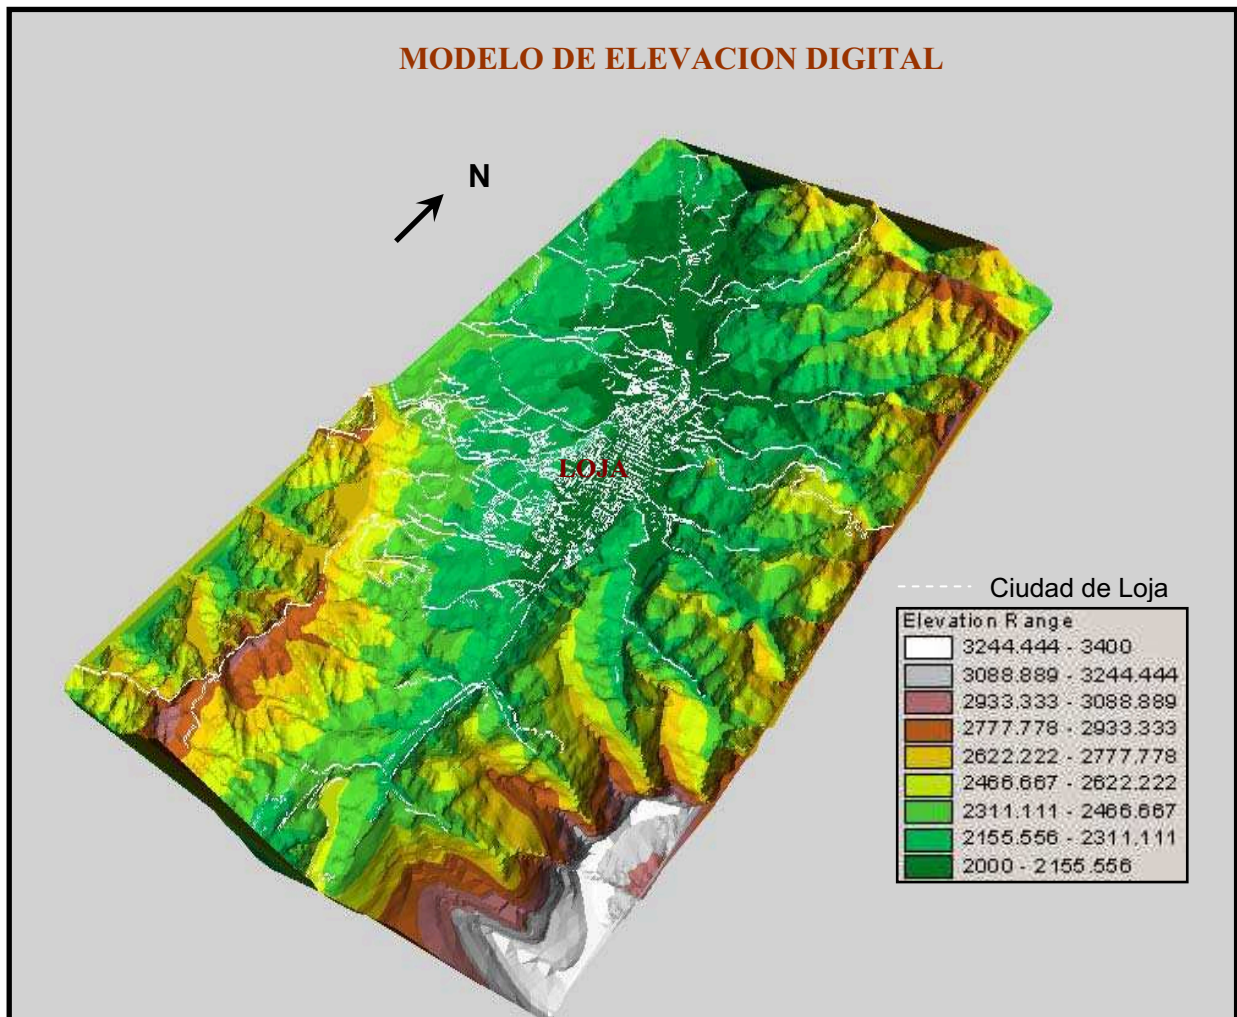 MODELO DE ELEVACION DIGITAL
N
LOJA
Ciudad de Loja
Elevation Range
3244.444 - 3400
3088.889 - 3244.444
2933.333 - 3088.889
2777.778 - 2933.333
2622.222 - 2777.778
2466.667 - 2622.222
2311.111 - 2466.667
2155.556 - 2311.111
2000 - 2155.556